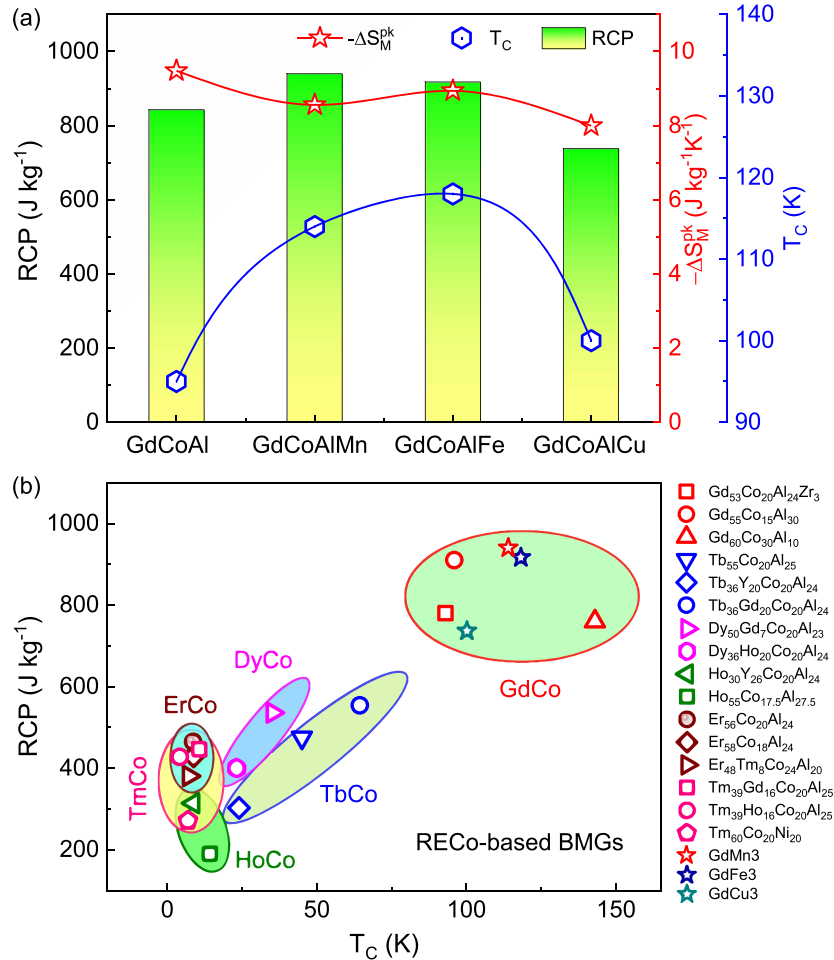 (a)
-ΔS_M^pk T_C RCP
RCP (J kg⁻¹)
1000
800
600
400
200
0
GdCoAl GdCoAlMn GdCoAlFe GdCoAlCu
10
8
6
4
2
0
−ΔS_M^pk (J kg⁻¹K⁻¹)
140
130
120
110
100
90
T_C (K)
(b)
RCP (J kg⁻¹)
1000
800
600
400
200
0 50 100 150
T_C (K)
TmCo
ErCo
DyCo
HoCo
TbCo
GdCo
RECo-based BMGs
Gd₅₃Co₂₀Al₂₄Zr₃
Gd₅₅Co₁₅Al₃₀
Gd₆₀Co₃₀Al₁₀
Tb₅₅Co₂₀Al₂₅
Tb₃₆Y₂₀Co₂₀Al₂₄
Tb₃₆Gd₂₀Co₂₀Al₂₄
Dy₅₀Gd₇Co₂₀Al₂₃
Dy₃₆Ho₂₀Co₂₀Al₂₄
Ho₃₀Y₂₆Co₂₀Al₂₄
Ho₅₅Co₁₇.₅Al₂₇.₅
Er₅₆Co₂₀Al₂₄
Er₅₈Co₁₈Al₂₄
Er₄₈Tm₈Co₂₄Al₂₀
Tm₃₉Gd₁₆Co₂₀Al₂₅
Tm₃₉Ho₁₆Co₂₀Al₂₅
Tm₆₀Co₂₀Ni₂₀
GdMn3
GdFe3
GdCu3